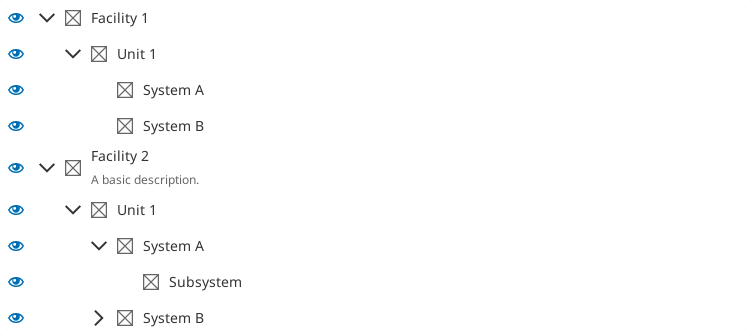 Facility 1
Unit 1
System A
System B
Facility 2
A basic description.
Unit 1
System A
Subsystem
System B